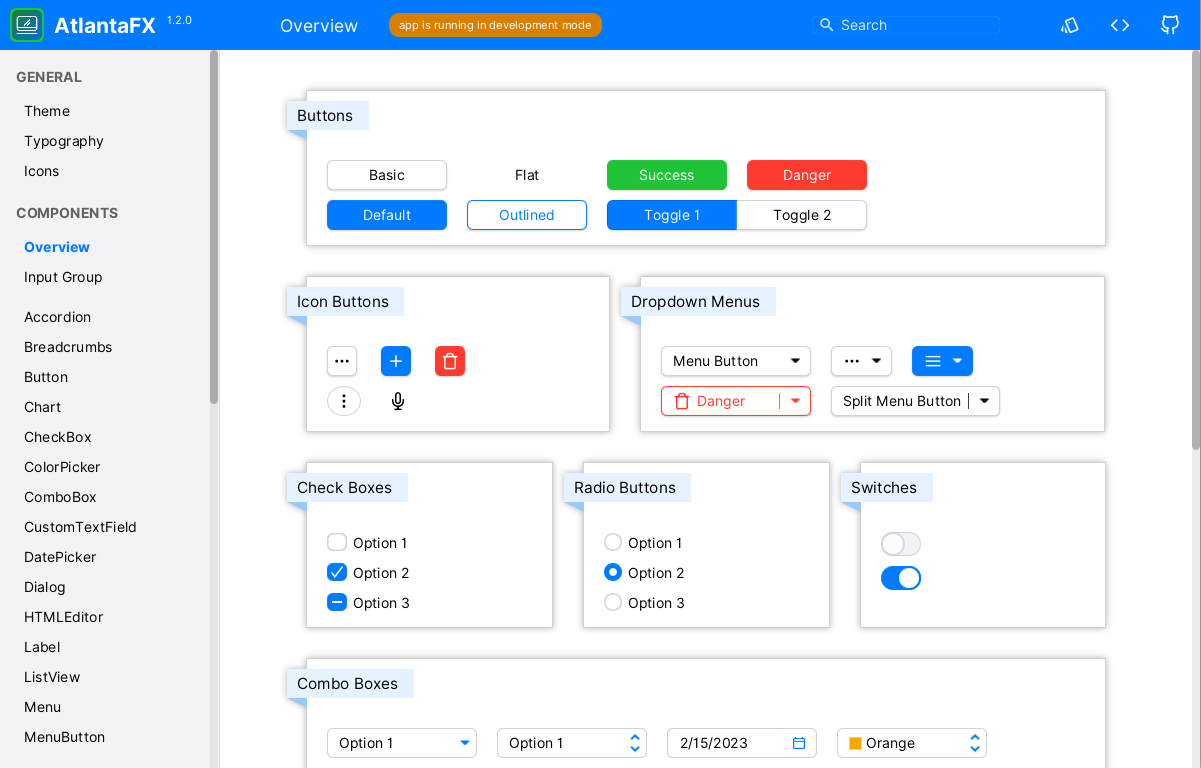 AtlantaFX 1.2.0
Overview
app is running in development mode
Search
GENERAL
Theme
Typography
Icons
COMPONENTS
Overview
Input Group
Accordion
Breadcrumbs
Button
Chart
CheckBox
ColorPicker
ComboBox
CustomTextField
DatePicker
Dialog
HTMLEditor
Label
ListView
Menu
MenuButton
Buttons
Basic Flat Success Danger
Default Outlined Toggle 1 Toggle 2
Icon Buttons
Dropdown Menus
Menu Button
Danger Split Menu Button
Check Boxes
Option 1
Option 2
Option 3
Radio Buttons
Option 1
Option 2
Option 3
Switches
Combo Boxes
Option 1 Option 1 2/15/2023 Orange